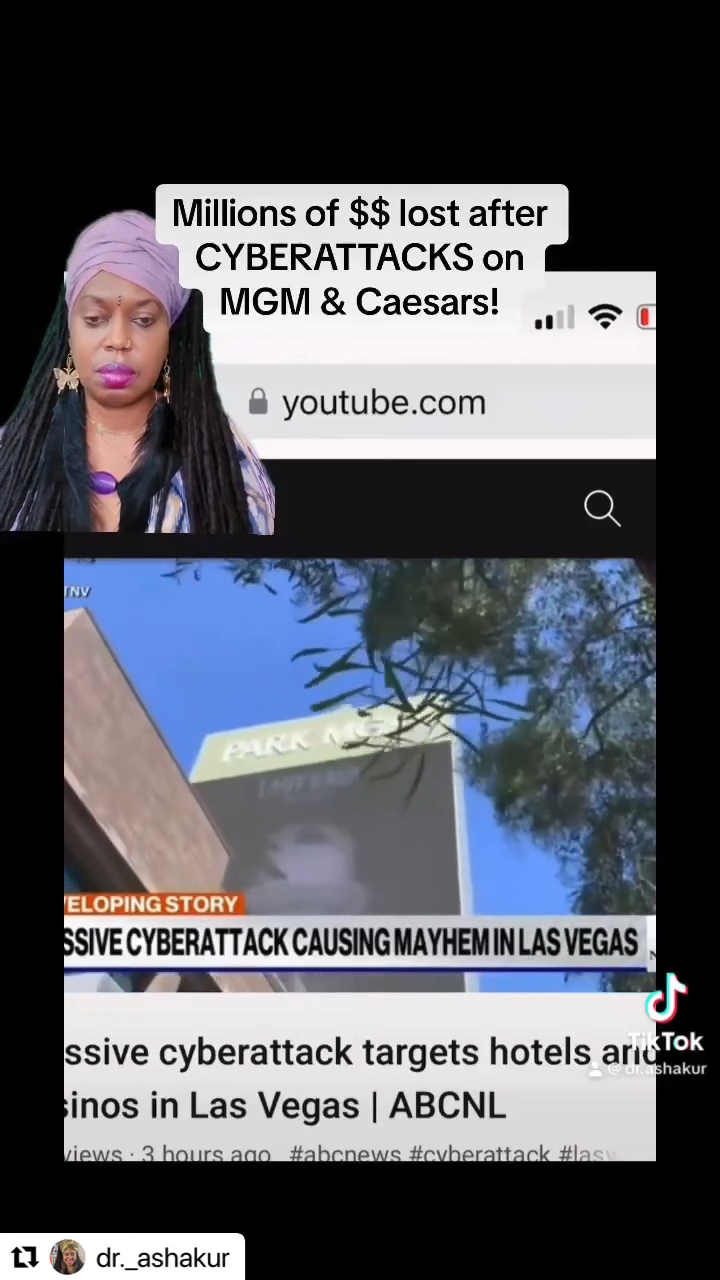 Millions of $$ lost after
CYBERATTACKS on
MGM & Caesars!
youtube.com
TNV
PARK MGM
VELOPING STORY
SSIVE CYBERATTACK CAUSING MAYHEM IN LAS VEGAS
ssive cyberattack targets hotels and
sinos in Las Vegas | ABCNL
views · 3 hours ago #abcnews #cyberattack #lasv
TikTok
@dr.ashakur
dr._ashakur